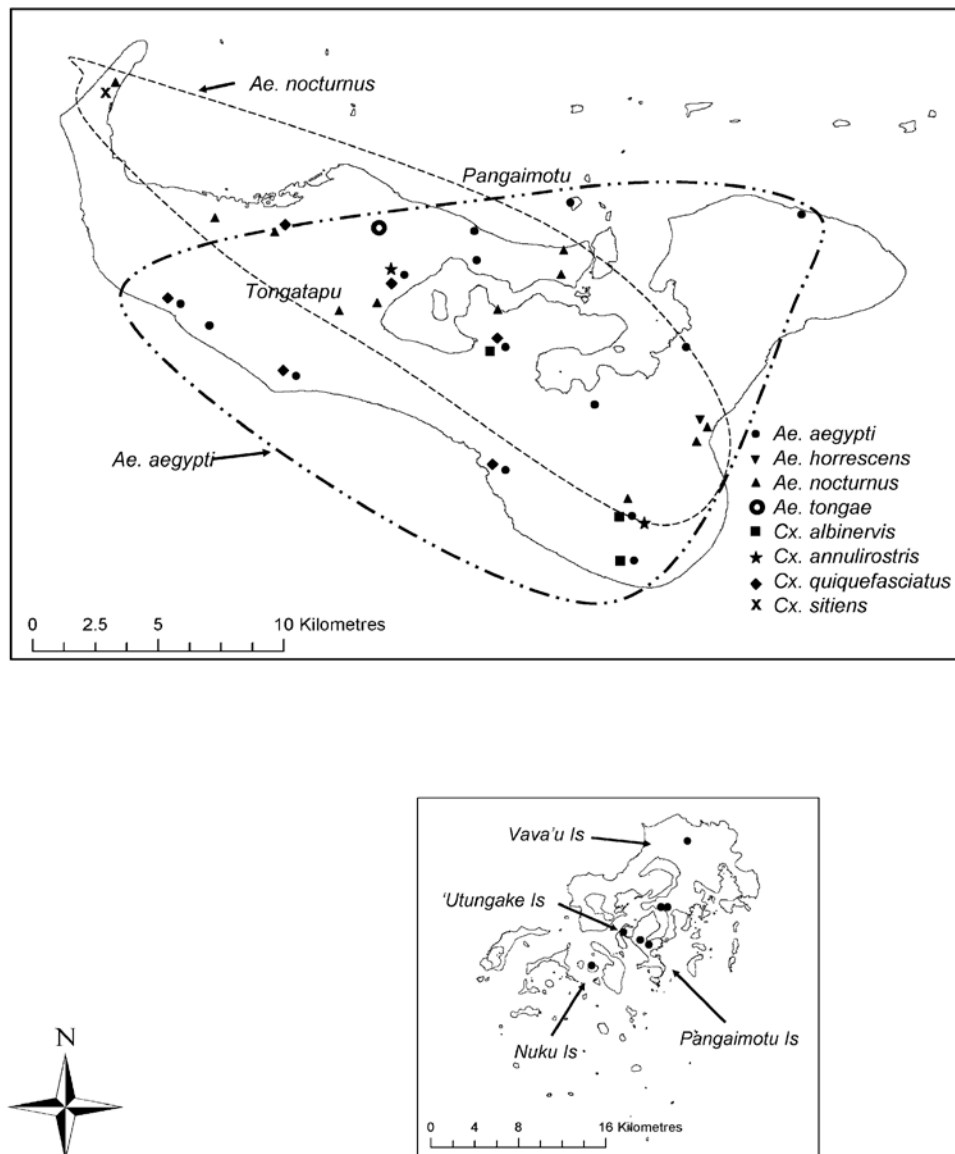 Ae. nocturnus
Pangaimotu
Tongatapu
Ae. aegypti
Ae. aegypti
Ae. horrescens
Ae. nocturnus
Ae. tongae
Cx. albinervis
Cx. annulirostris
Cx. quiquefasciatus
Cx. sitiens
0 2.5 5 10 Kilometres
Vava'u Is
'Utungake Is
Nuku Is
Pàngaimotu Is
0 4 8 16 Kilometres
N